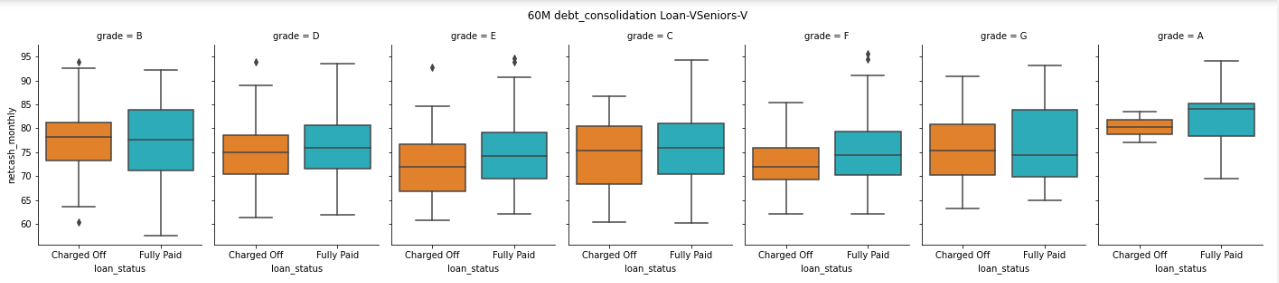 60M debt_consolidation Loan-VSeniors-V
grade = B
grade = D
grade = E
grade = C
grade = F
grade = G
grade = A
netcash_monthly
95
90
85
80
75
70
65
60
Charged Off Fully Paid
loan_status
Charged Off Fully Paid
loan_status
Charged Off Fully Paid
loan_status
Charged Off Fully Paid
loan_status
Charged Off Fully Paid
loan_status
Charged Off Fully Paid
loan_status
Charged Off Fully Paid
loan_status